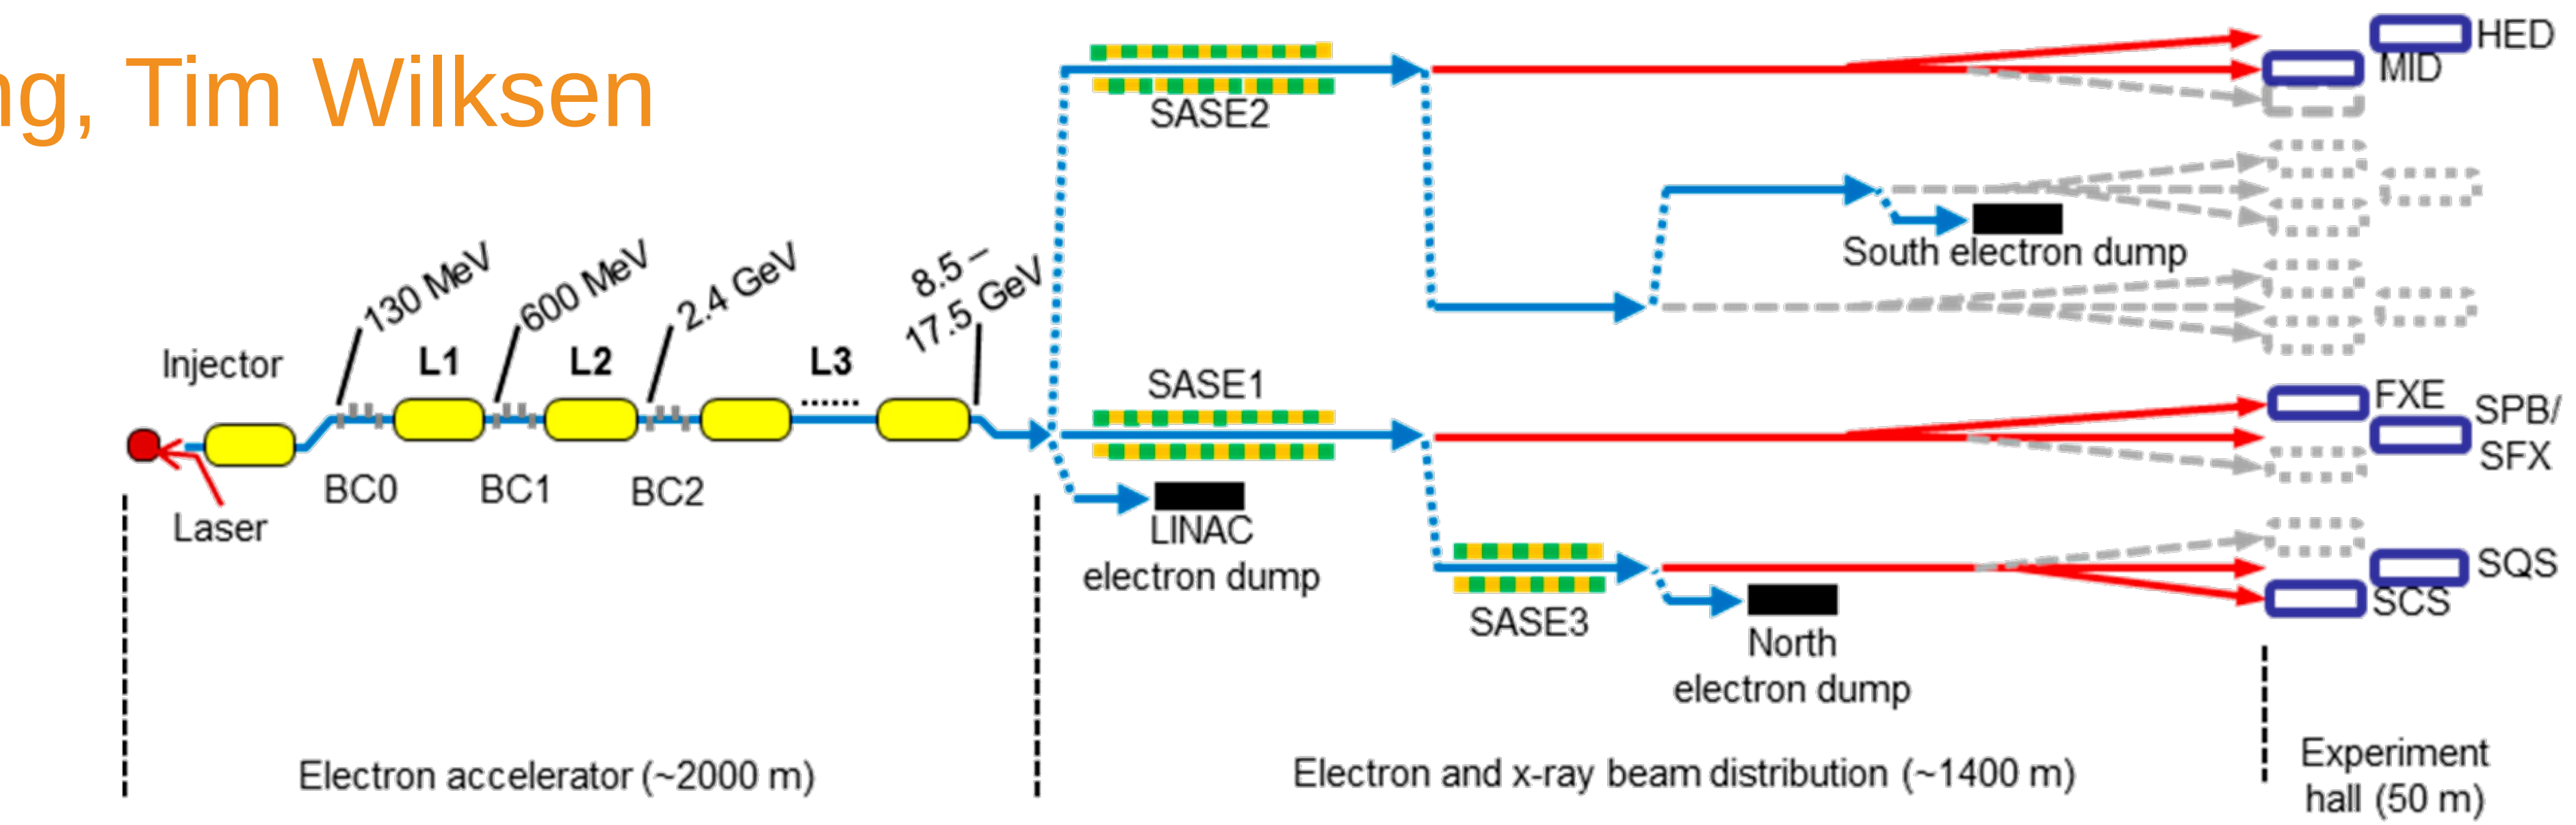 ng, Tim Wilksen
HED
MID
SASE2
South electron dump
130 MeV
600 MeV
2.4 GeV
8.5 –
17.5 GeV
Injector
L1
L2
L3
SASE1
FXE
SPB/
SFX
BC0
BC1
BC2
Laser
LINAC
electron dump
SQS
SCS
SASE3
North
electron dump
Electron accelerator (~2000 m)
Electron and x-ray beam distribution (~1400 m)
Experiment
hall (50 m)